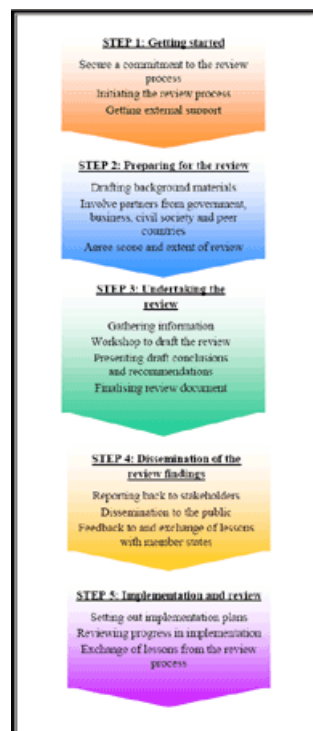 STEP 1: Getting started
Secure a commitment to the review
process
Initiating the review process
Getting external support
STEP 2: Preparing for the review
Drafting background materials
Involve partners from government,
business, civil society and peer
countries
Agree scope and extent of review
STEP 3: Undertaking the
review
Gathering information
Workshop to draft the review
Presenting draft conclusions
and recommendations
Finalising review document
STEP 4: Dissemination of the
review findings
Reporting back to stakeholders
Dissemination to the public
Feedback to and exchange of lessons
with member states
STEP 5: Implementation and review
Setting out implementation plans
Reviewing progress in implementation
Exchange of lessons from the review
process